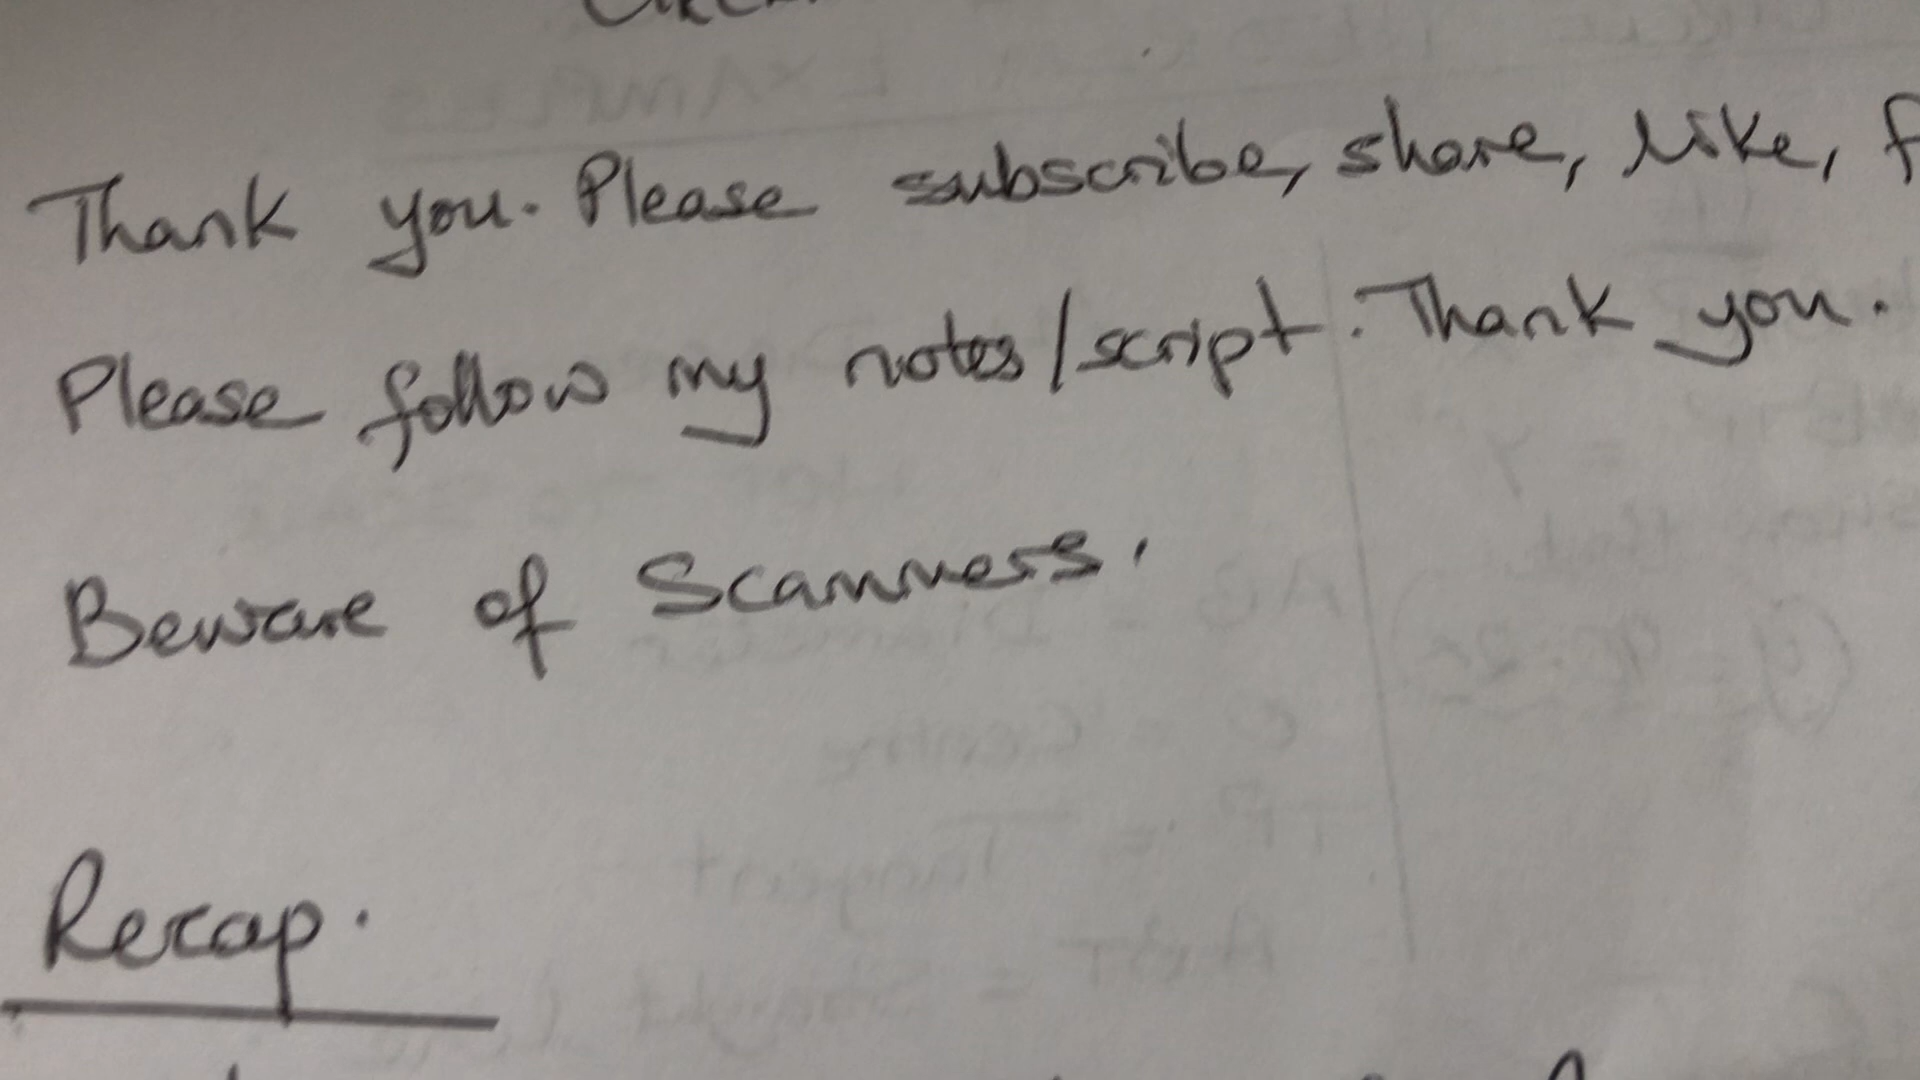 Thank you. Please subscribe, share, like,
Please follow my notes/script. Thank you.
Beware of Scammers.
Recap.